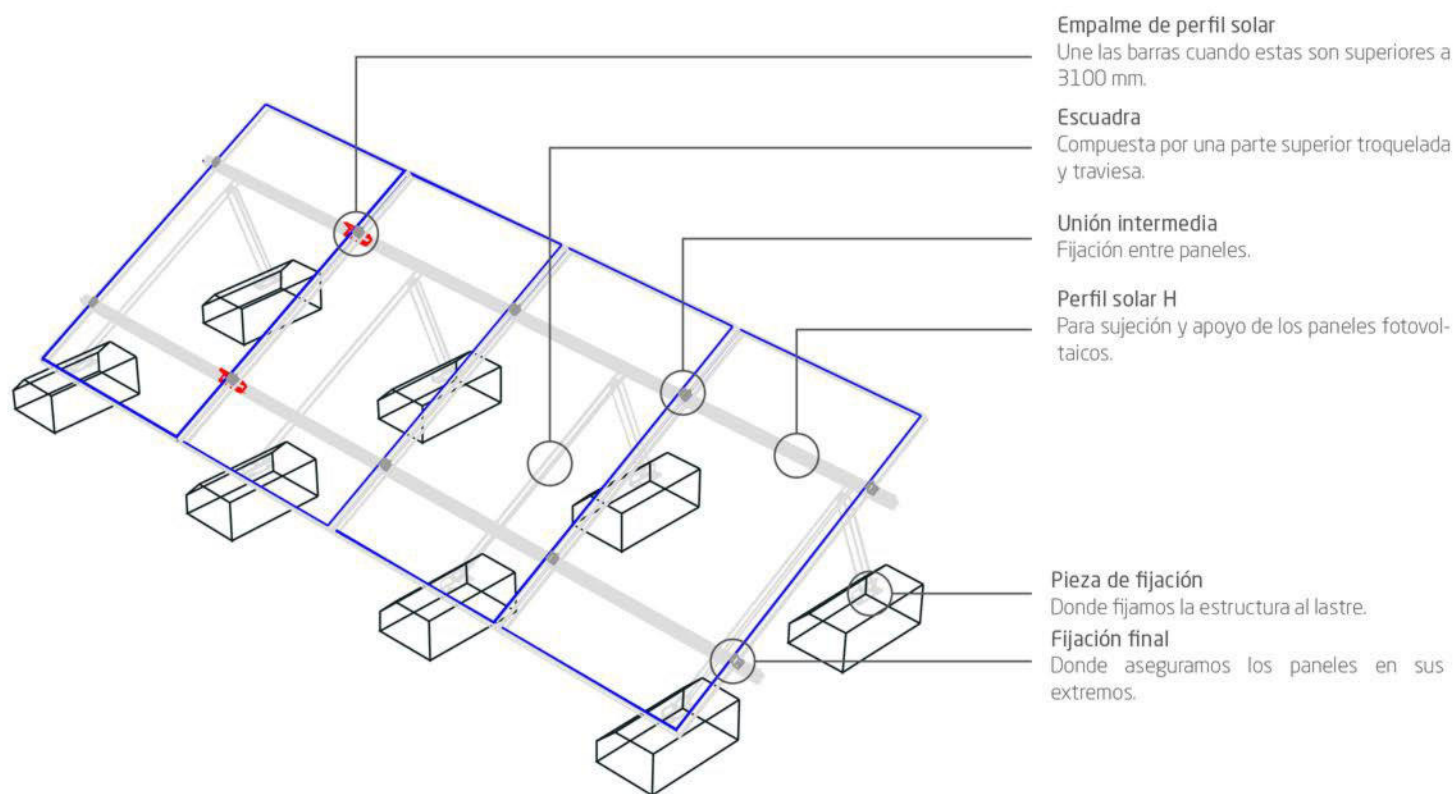 Empalme de perfil solar
Une las barras cuando estas son superiores a
3100 mm.
Escuadra
Compuesta por una parte superior troquelada
y traviesa.
Unión intermedia
Fijación entre paneles.
Perfil solar H
Para sujeción y apoyo de los paneles fotovol-
taicos.
Pieza de fijación
Donde fijamos la estructura al lastre.
Fijación final
Donde aseguramos los paneles en sus
extremos.